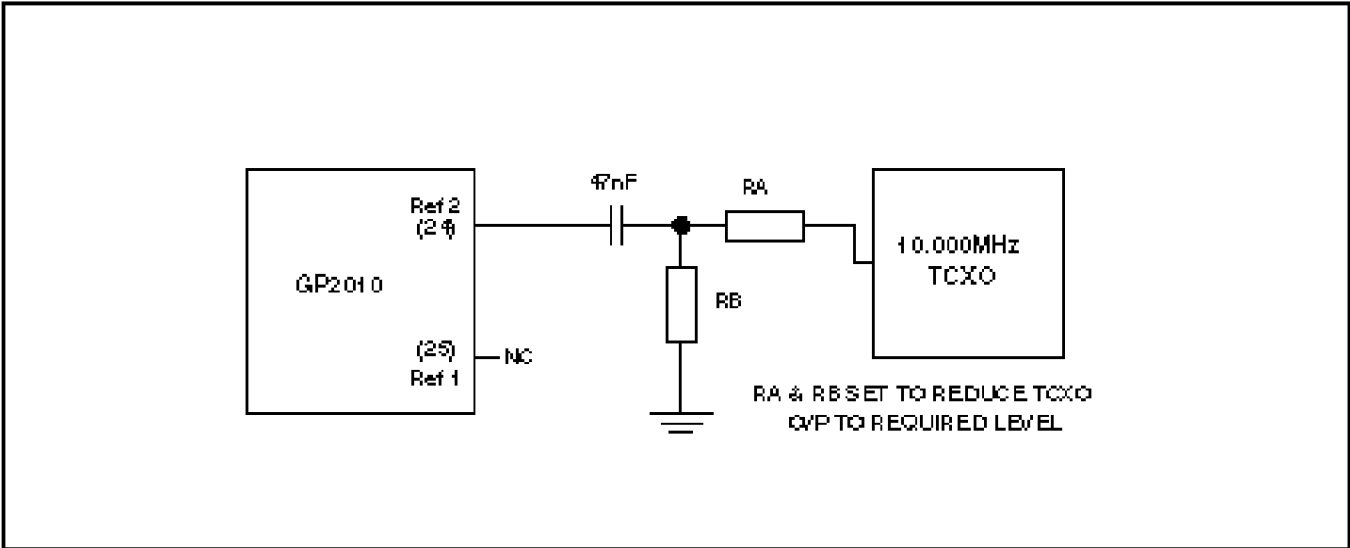 47nF
RA
Ref 2
(24)
10.000MHz
TCXO
GP2010
RB
(25)
NC
Ref 1
RA & RB SET TO REDUCE TCXO
O/P TO REQUIRED LEVEL